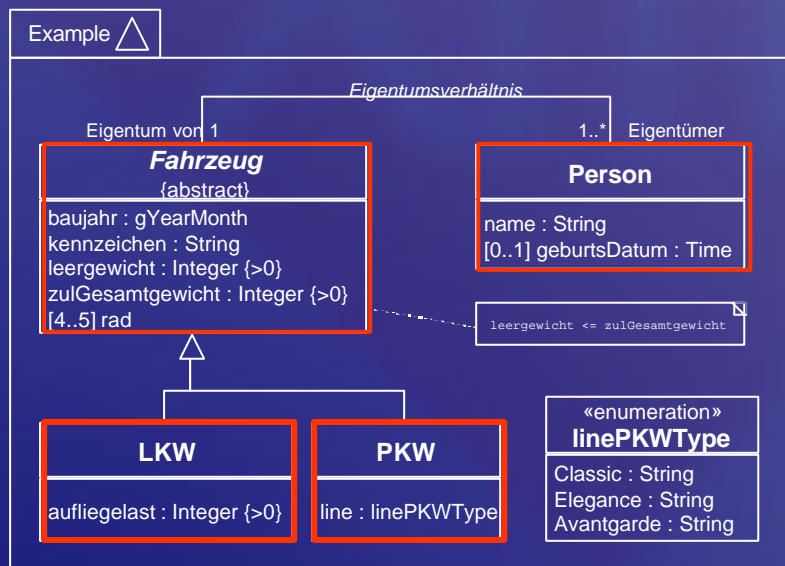 Example
Eigentumsverhältnis
Eigentum von 1
1..* Eigentümer
Fahrzeug
{abstract}
baujahr : gYearMonth
kennzeichen : String
leergewicht : Integer {>0}
zulGesamtgewicht : Integer {>0}
[4..5] rad
Person
name : String
[0..1] geburtsDatum : Time
leergewicht <= zulGesamtgewicht
LKW
aufliegelast : Integer {>0}
PKW
line : linePKWType
«enumeration»
linePKWType
Classic : String
Elegance : String
Avantgarde : String